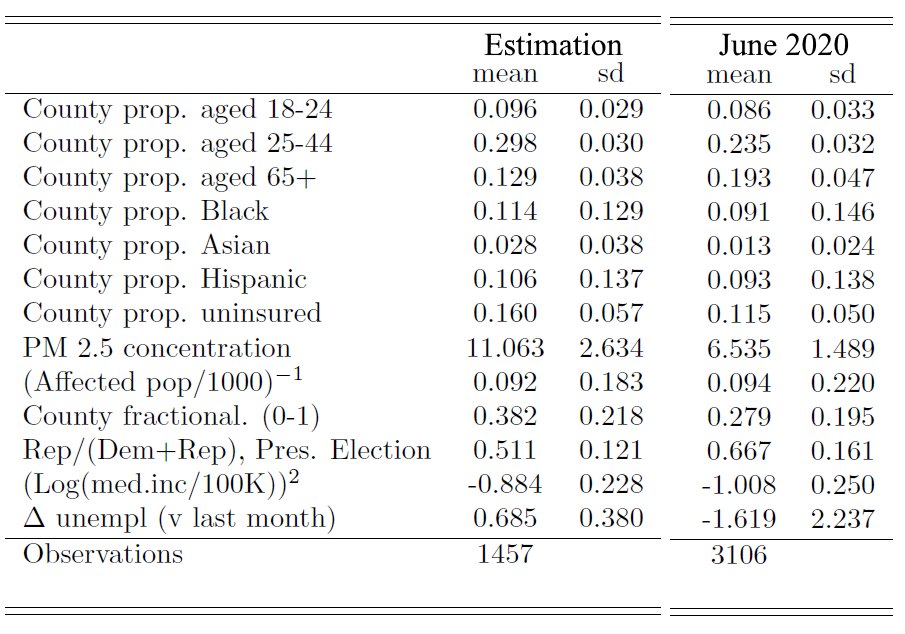 Estimation June 2020
mean sd mean sd
County prop. aged 18-24 0.096 0.029 0.086 0.033
County prop. aged 25-44 0.298 0.030 0.235 0.032
County prop. aged 65+ 0.129 0.038 0.193 0.047
County prop. Black 0.114 0.129 0.091 0.146
County prop. Asian 0.028 0.038 0.013 0.024
County prop. Hispanic 0.106 0.137 0.093 0.138
County prop. uninsured 0.160 0.057 0.115 0.050
PM 2.5 concentration 11.063 2.634 6.535 1.489
(Affected pop/1000)⁻¹ 0.092 0.183 0.094 0.220
County fractional. (0-1) 0.382 0.218 0.279 0.195
Rep/(Dem+Rep), Pres. Election 0.511 0.121 0.667 0.161
(Log(med.inc/100K))² -0.884 0.228 -1.008 0.250
Δ unempl (v last month) 0.685 0.380 -1.619 2.237
Observations 1457 3106